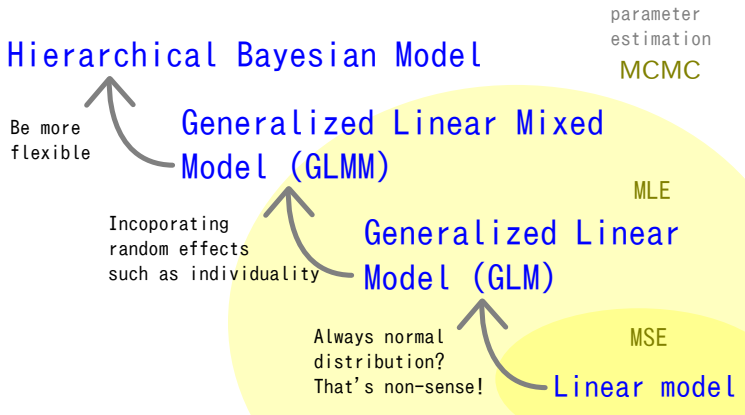 parameter
estimation
MCMC
Hierarchical Bayesian Model
Be more
flexible
Generalized Linear Mixed
Model (GLMM)
MLE
Incoporating
random effects
such as individuality
Generalized Linear
Model (GLM)
Always normal
distribution?
That's non-sense!
MSE
Linear model